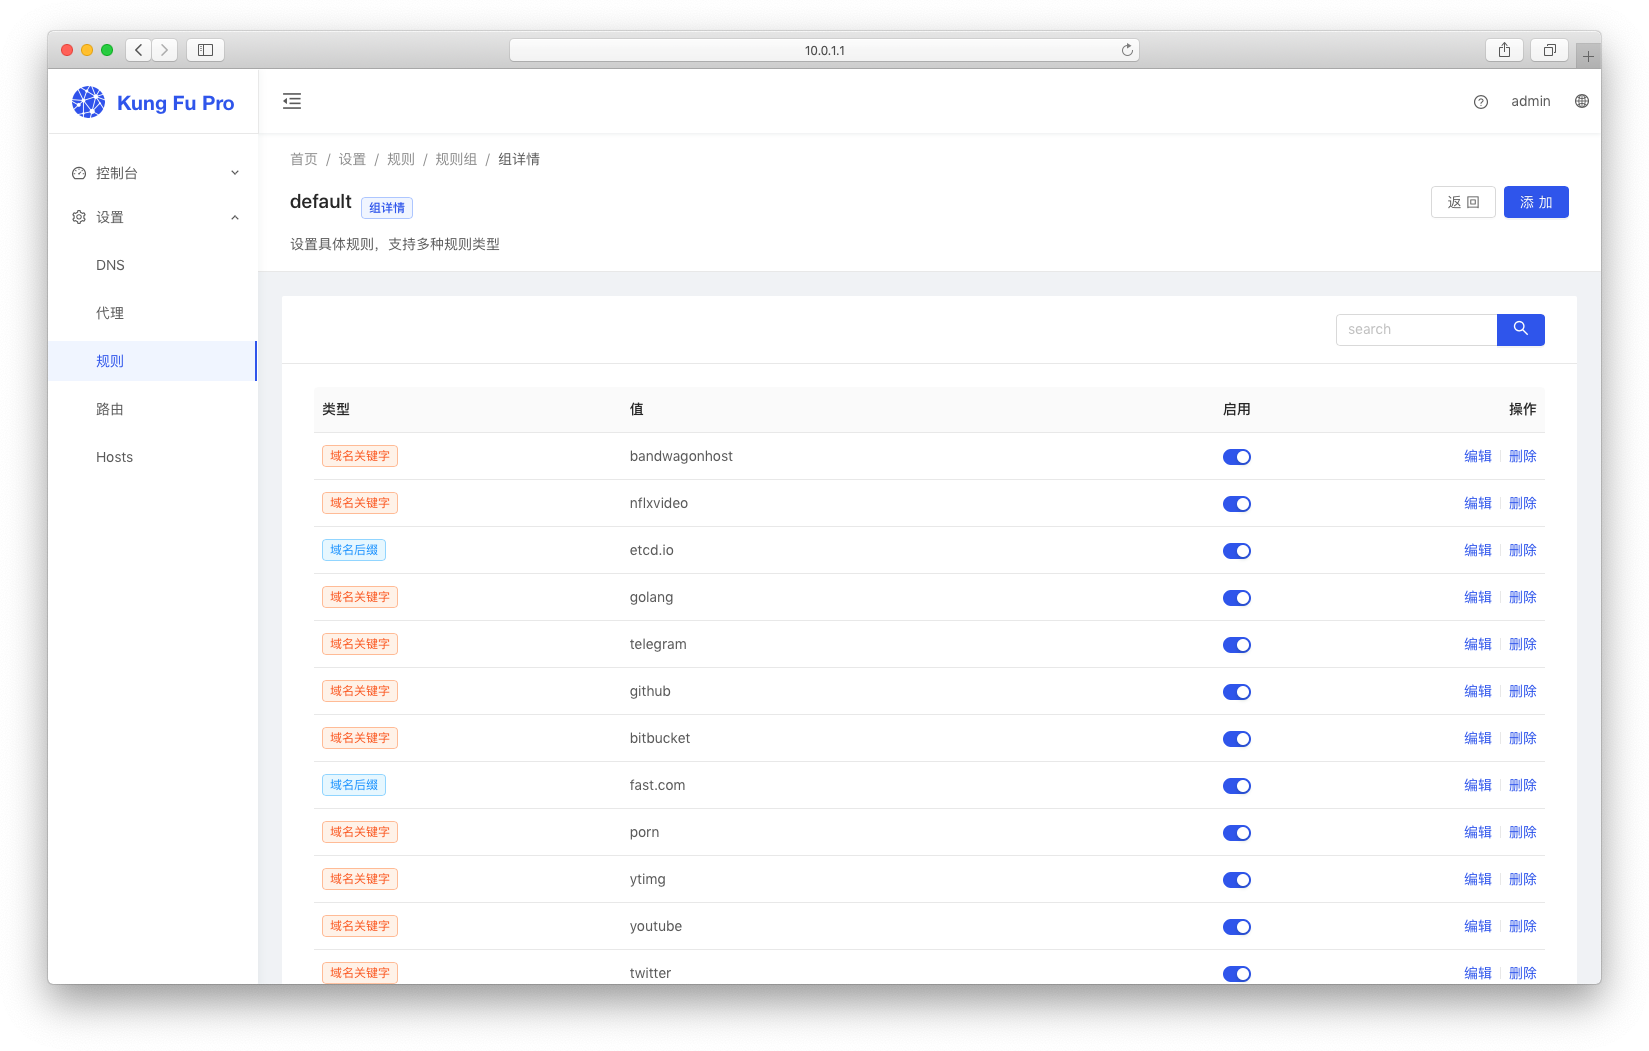 10.0.1.1
Kung Fu Pro
admin
控制台
设置
DNS
代理
规则
路由
Hosts
首页 / 设置 / 规则 / 规则组 / 组详情
default 组详情
返 回 添 加
设置具体规则，支持多种规则类型
search
类型 值 启用 操作
域名关键字 bandwagonhost 编辑 删除
域名关键字 nflxvideo 编辑 删除
域名后缀 etcd.io 编辑 删除
域名关键字 golang 编辑 删除
域名关键字 telegram 编辑 删除
域名关键字 github 编辑 删除
域名关键字 bitbucket 编辑 删除
域名后缀 fast.com 编辑 删除
域名关键字 porn 编辑 删除
域名关键字 ytimg 编辑 删除
域名关键字 youtube 编辑 删除
域名关键字 twitter 编辑 删除